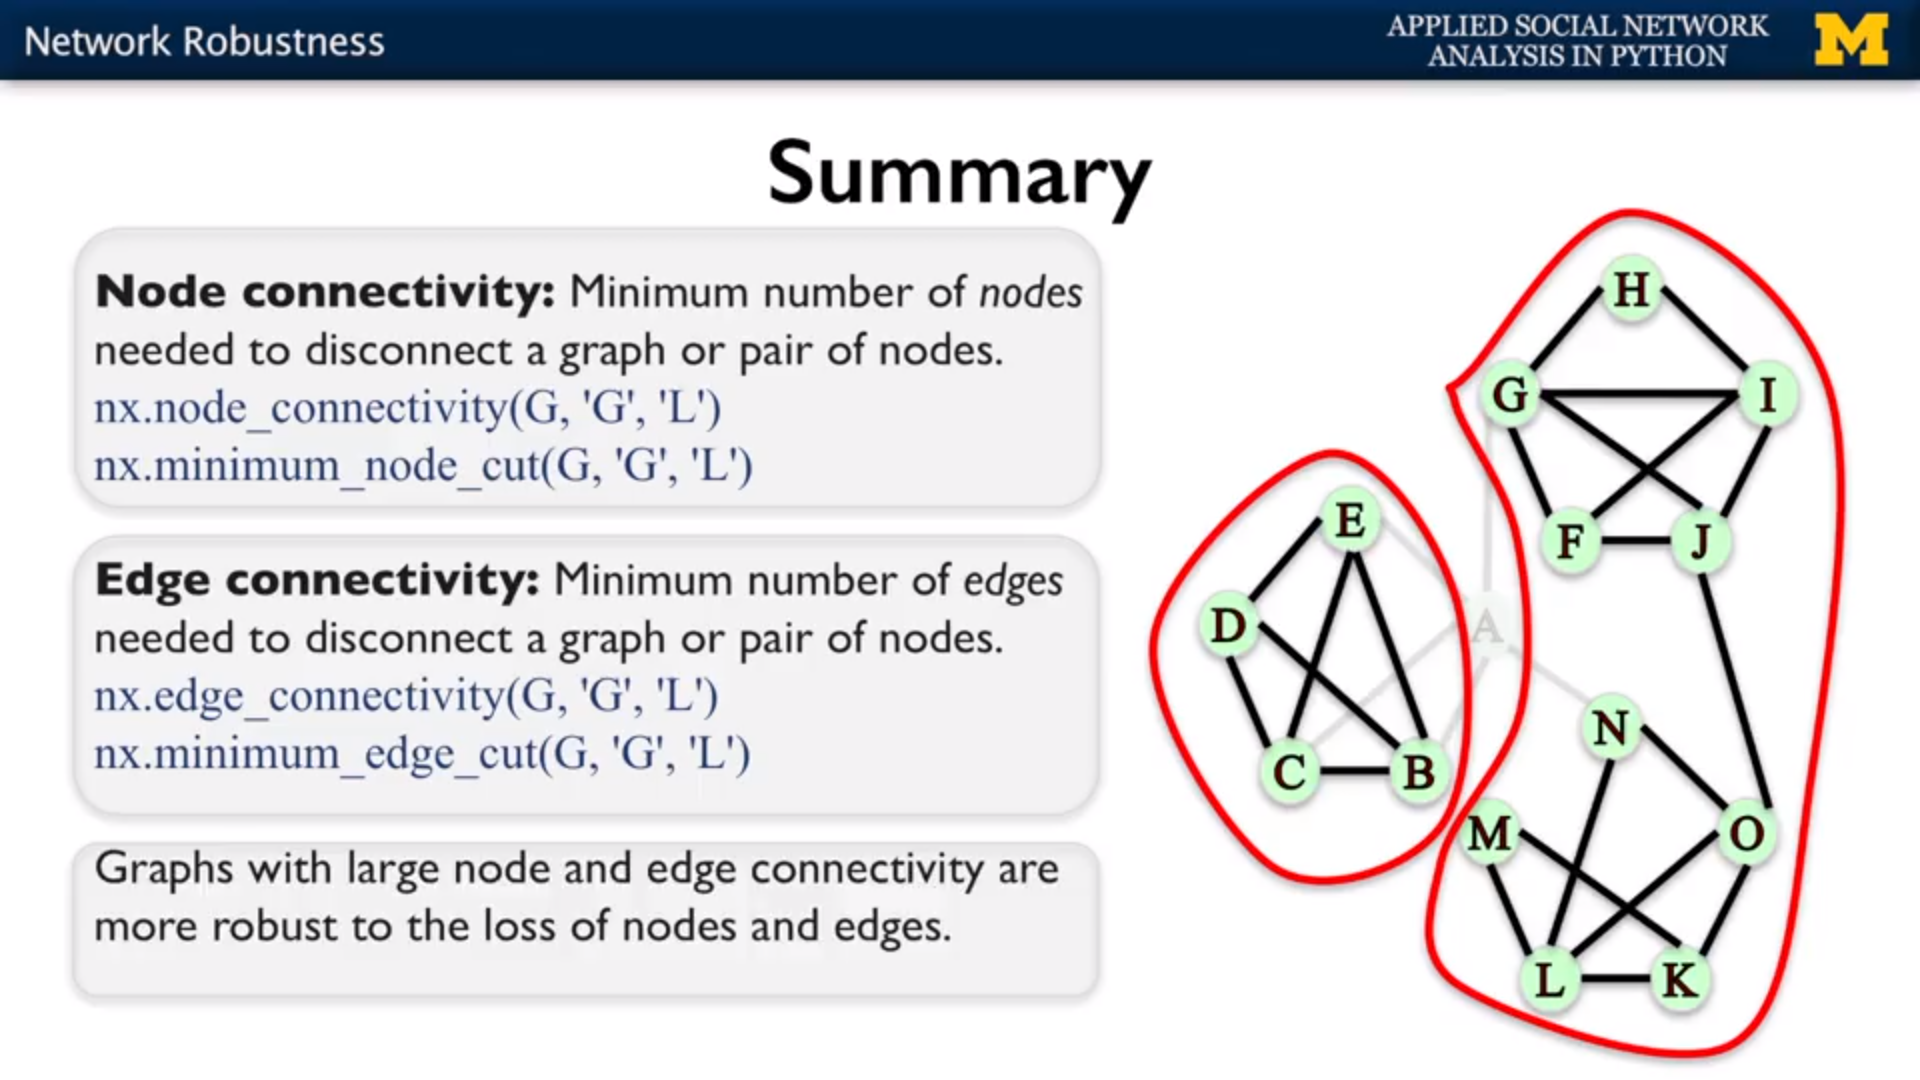 Network Robustness
APPLIED SOCIAL NETWORK
ANALYSIS IN PYTHON
M
Summary
Node connectivity: Minimum number of nodes
needed to disconnect a graph or pair of nodes.
nx.node_connectivity(G, 'G', 'L')
nx.minimum_node_cut(G, 'G', 'L')
Edge connectivity: Minimum number of edges
needed to disconnect a graph or pair of nodes.
nx.edge_connectivity(G, 'G', 'L')
nx.minimum_edge_cut(G, 'G', 'L')
Graphs with large node and edge connectivity are
more robust to the loss of nodes and edges.
H
G I
E F J
D A
N
C B
M O
L K